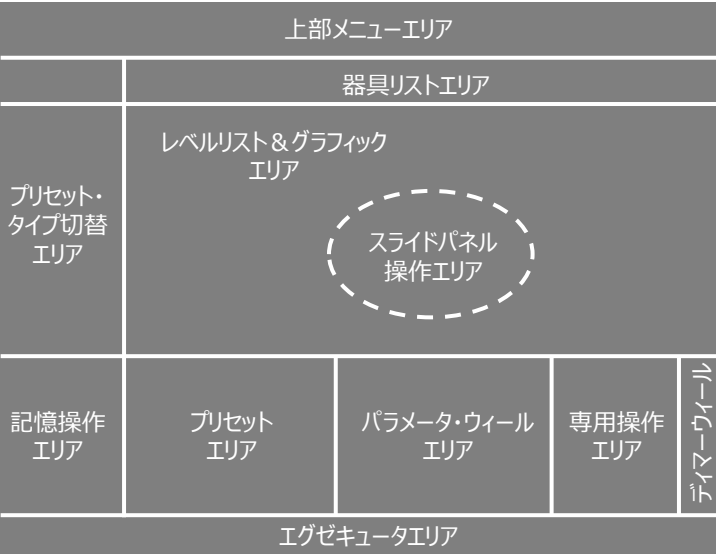 上部メニューエリア
器具リストエリア
プリセット・
タイプ切替
エリア
レベルリスト＆グラフィック
エリア
スライドパネル
操作エリア
記憶操作
エリア
プリセット
エリア
パラメータ・ウィール
エリア
専用操作
エリア
ディマーウィール
エグゼキュータエリア